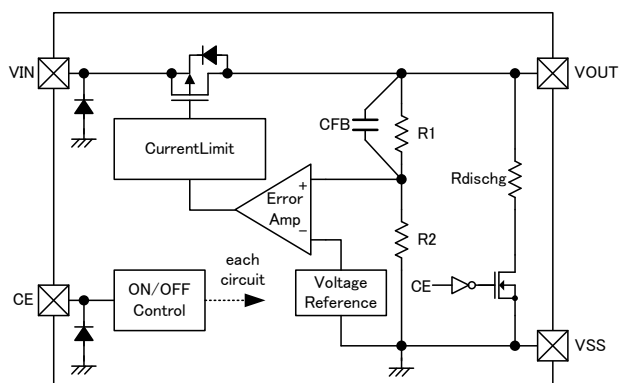 VIN
VOUT
CFB
R1
CurrentLimit
Rdischg
+
Error
Amp
-
R2
each
circuit
CE
ON/OFF
Control
Voltage
Reference
CE
VSS